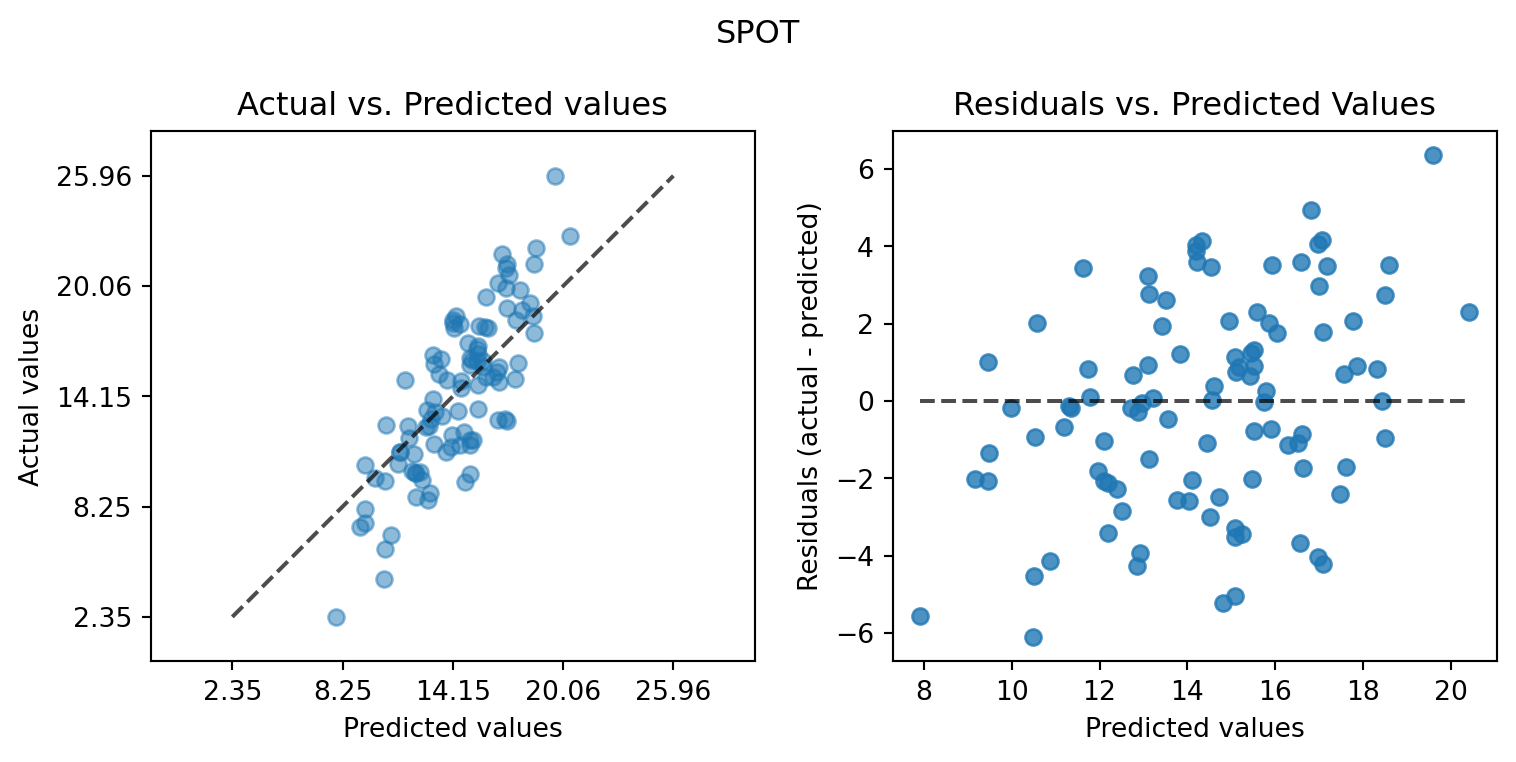 SPOT
Actual vs. Predicted values
Actual values
25.96
20.06
14.15
8.25
2.35
2.35 8.25 14.15 20.06 25.96
Predicted values
Residuals vs. Predicted Values
Residuals (actual - predicted)
6
4
2
0
−2
−4
−6
8 10 12 14 16 18 20
Predicted values